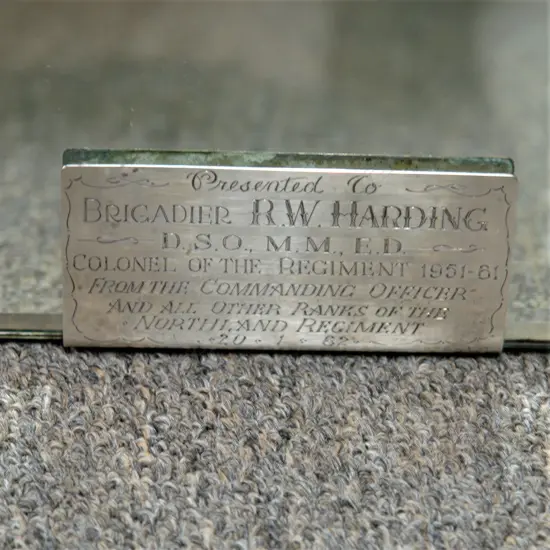 Presented To
BRIGADIER R.W. HARDING
D.S.O., M.M., E.D.
COLONEL OF THE REGIMENT 1951-61
FROM THE COMMANDING OFFICER
AND ALL OTHER RANKS OF THE
NORTHLAND REGIMENT
20 · 1 · 62